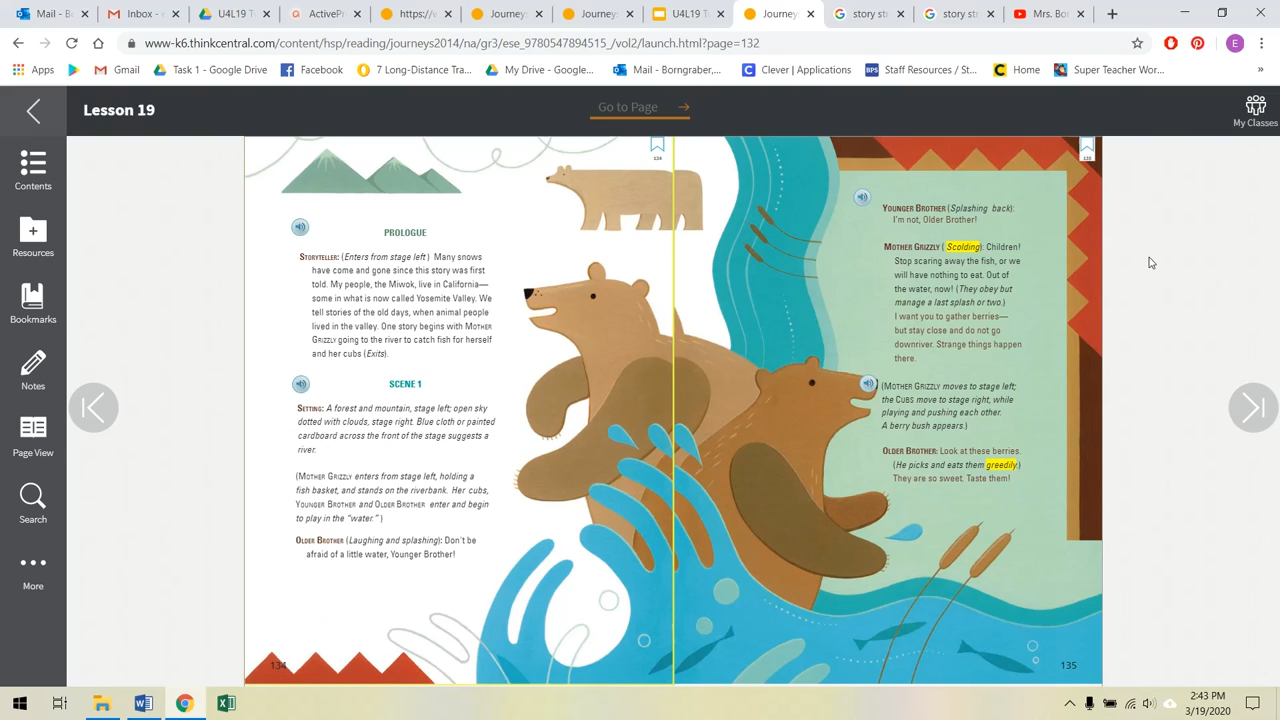 Mail - Bo
Inbox - e
U4L19 T
ActivePr
https://e
Journey
Journey
U4L19 T
Journey
story str
story str
Mrs. Bor
www-k6.thinkcentral.com/content/hsp/reading/journeys2014/na/gr3/ese_9780547894515_/vol2/launch.html?page=132
E
Apps
Gmail
Task 1 - Google Drive
Facebook
7 Long-Distance Tra...
My Drive - Google...
Mail - Borngraber,...
Clever | Applications
BPS
Staff Resources / St...
Home
Super Teacher Wor...
»
Lesson 19
Go to Page
My Classes
Contents
Resources
Bookmarks
Notes
Page View
Search
More
134
PROLOGUE
STORYTELLER: (Enters from stage left ) Many snows
have come and gone since this story was first
told. My people, the Miwok, live in California—
some in what is now called Yosemite Valley. We
tell stories of the old days, when animal people
lived in the valley. One story begins with MOTHER
GRIZZLY going to the river to catch fish for herself
and her cubs (Exits).
SCENE 1
SETTING: A forest and mountain, stage left; open sky
dotted with clouds, stage right. Blue cloth or painted
cardboard across the front of the stage suggests a
river.
(MOTHER GRIZZLY enters from stage left, holding a
fish basket, and stands on the riverbank. Her cubs,
YOUNGER BROTHER and OLDER BROTHER enter and begin
to play in the “water.” )
OLDER BROTHER (Laughing and splashing): Don't be
afraid of a little water, Younger Brother!
134
135
YOUNGER BROTHER (Splashing back):
I'm not, Older Brother!
MOTHER GRIZZLY ( Scolding): Children!
Stop scaring away the fish, or we
will have nothing to eat. Out of
the water, now! (They obey but
manage a last splash or two.)
I want you to gather berries—
but stay close and do not go
downriver. Strange things happen
there.
(MOTHER GRIZZLY moves to stage left;
the CUBS move to stage right, while
playing and pushing each other.
A berry bush appears.)
OLDER BROTHER: Look at these berries.
(He picks and eats them greedily.)
They are so sweet. Taste them!
135
2:43 PM
3/19/2020